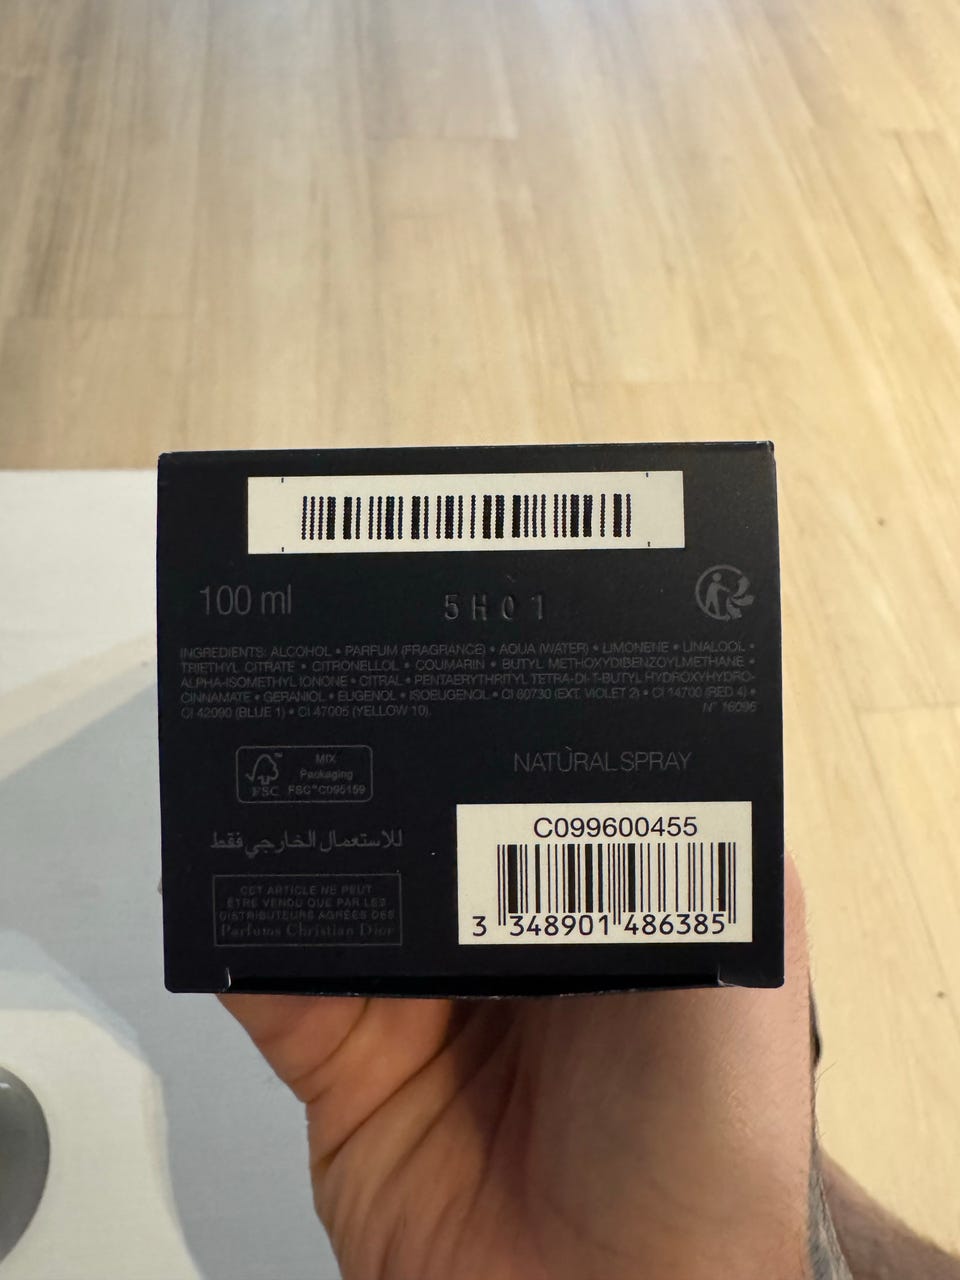 100 ml
5H01
INGREDIENTS: ALCOHOL • PARFUM (FRAGRANCE) • AQUA (WATER) • LIMONENE • LINALOOL •
TRIETHYL CITRATE • CITRONELLOL • COUMARIN • BUTYL METHOXYDIBENZOYLMETHANE •
ALPHA-ISOMETHYL IONONE • CITRAL • PENTAERYTHRITYL TETRA-DI-T-BUTYL HYDROXYHYDRO-
CINNAMATE • GERANIOL • EUGENOL • ISOEUGENOL • CI 60730 (EXT. VIOLET 2) • CI 14700 (RED 4) •
CI 42090 (BLUE 1) • CI 47005 (YELLOW 10).
N° 16095
FSC™
MIX
Packaging
FSC™ C095159
NATURAL SPRAY
للاستعمال الخارجي فقط
CET ARTICLE NE PEUT
ÊTRE VENDU QUE PAR LES
DISTRIBUTEURS AGRÉÉS DES
Parfums Christian Dior
C099600455
3 348901 486385